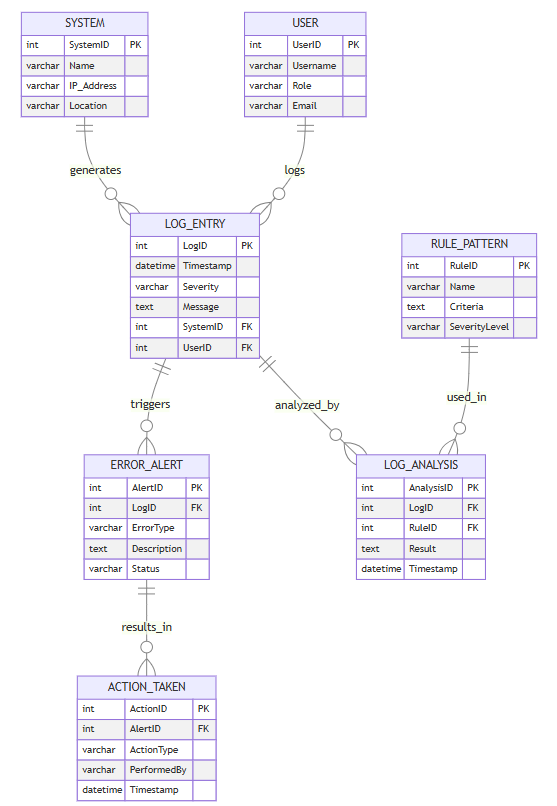 SYSTEM
int SystemID PK
varchar Name
varchar IP_Address
varchar Location
USER
int UserID PK
varchar Username
varchar Role
varchar Email
generates
logs
LOG_ENTRY
int LogID PK
datetime Timestamp
varchar Severity
text Message
int SystemID FK
int UserID FK
RULE_PATTERN
int RuleID PK
varchar Name
text Criteria
varchar SeverityLevel
triggers
analyzed_by
used_in
ERROR_ALERT
int AlertID PK
int LogID FK
varchar ErrorType
text Description
varchar Status
LOG_ANALYSIS
int AnalysisID PK
int LogID FK
int RuleID FK
text Result
datetime Timestamp
results_in
ACTION_TAKEN
int ActionID PK
int AlertID FK
varchar ActionType
varchar PerformedBy
datetime Timestamp